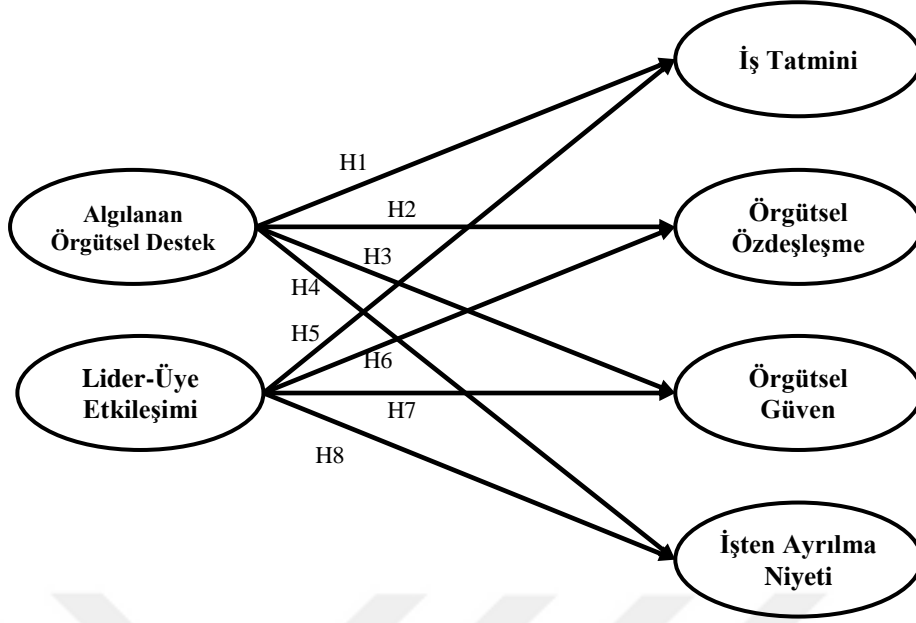 İş Tatmini
H1
Algılanan
Örgütsel Destek
H2
Örgütsel
Özdeşleşme
H3
H4
H5
H6
Lider-Üye
Etkileşimi
H7
Örgütsel
Güven
H8
İşten Ayrılma
Niyeti